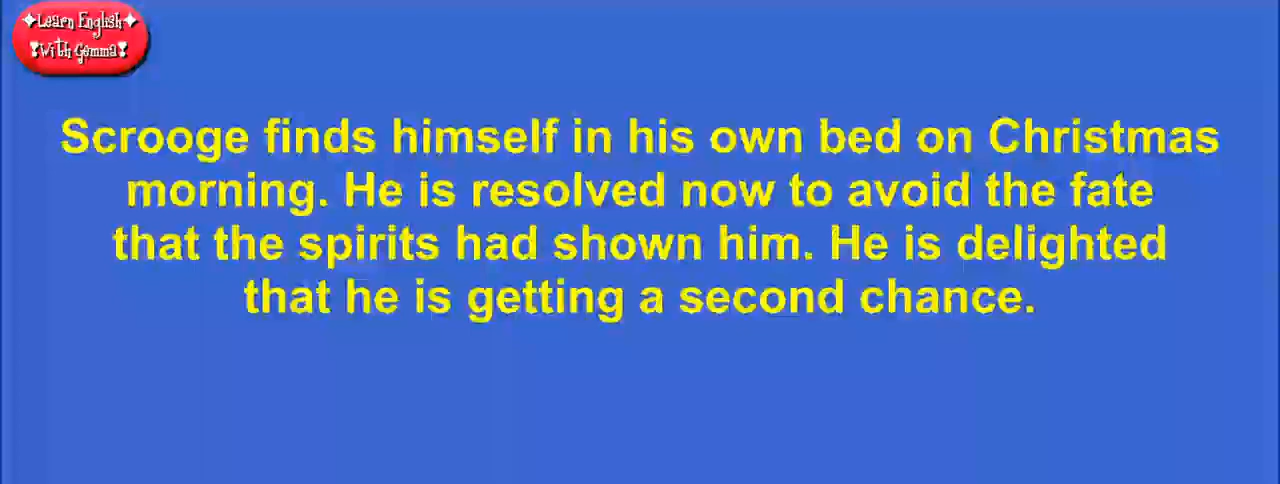 Learn English
With Gemma
Scrooge finds himself in his own bed on Christmas
morning. He is resolved now to avoid the fate
that the spirits had shown him. He is delighted
that he is getting a second chance.